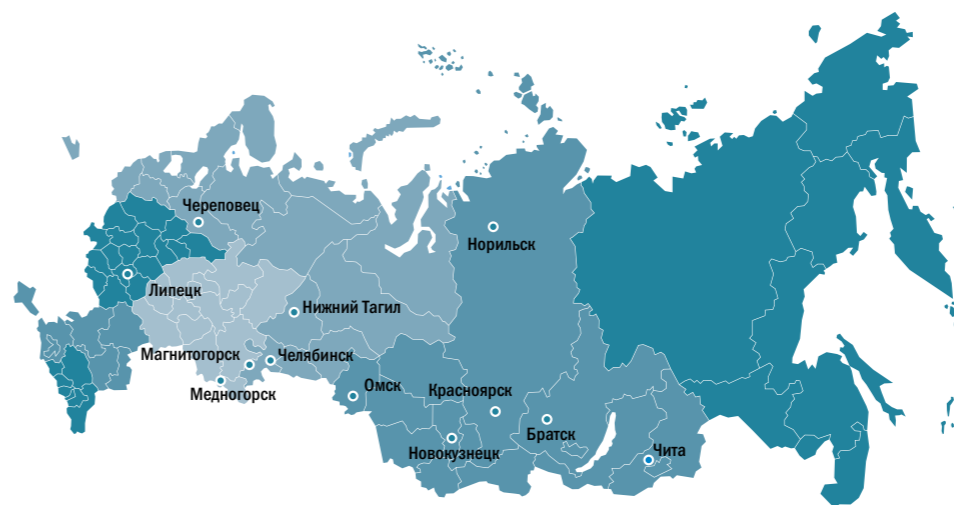 Череповец
Норильск
Липецк
Нижний Тагил
Магнитогорск
Челябинск
Медногорск
Омск
Красноярск
Братск
Новокузнецк
Чита